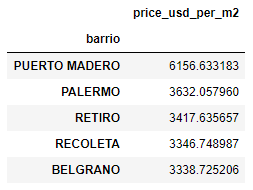 price_usd_per_m2
barrio
PUERTO MADERO 6156.633183
PALERMO 3632.057960
RETIRO 3417.635657
RECOLETA 3346.748987
BELGRANO 3338.725206